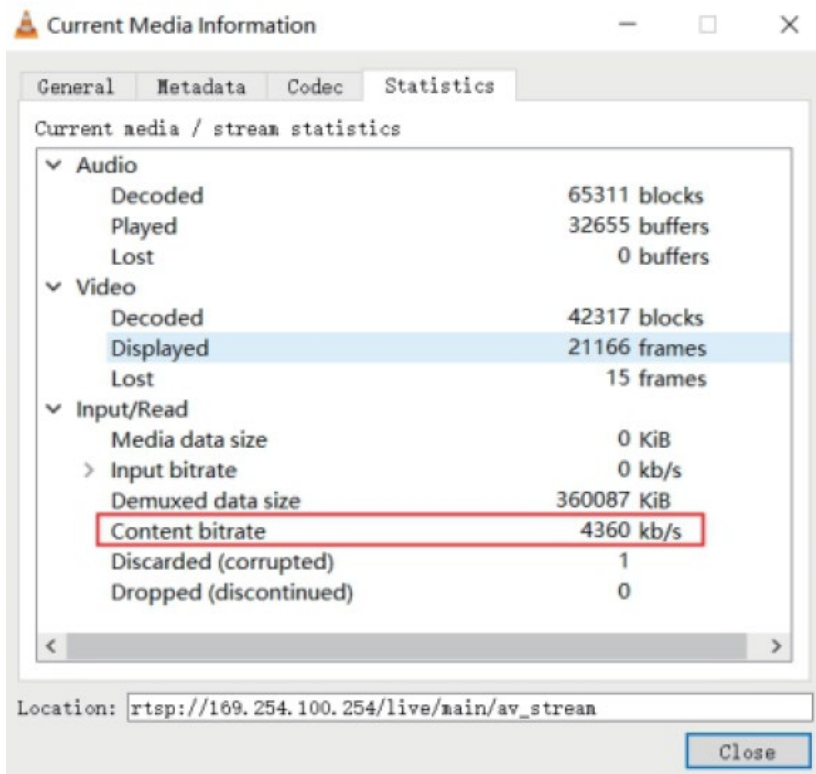 Current Media Information
General Metadata Codec Statistics
Current media / stream statistics
Audio
Decoded 65311 blocks
Played 32655 buffers
Lost 0 buffers
Video
Decoded 42317 blocks
Displayed 21166 frames
Lost 15 frames
Input/Read
Media data size 0 KiB
Input bitrate 0 kb/s
Demuxed data size 360087 KiB
Content bitrate 4360 kb/s
Discarded (corrupted) 1
Dropped (discontinued) 0
Location: rtsp://169.254.100.254/live/main/av_stream
Close